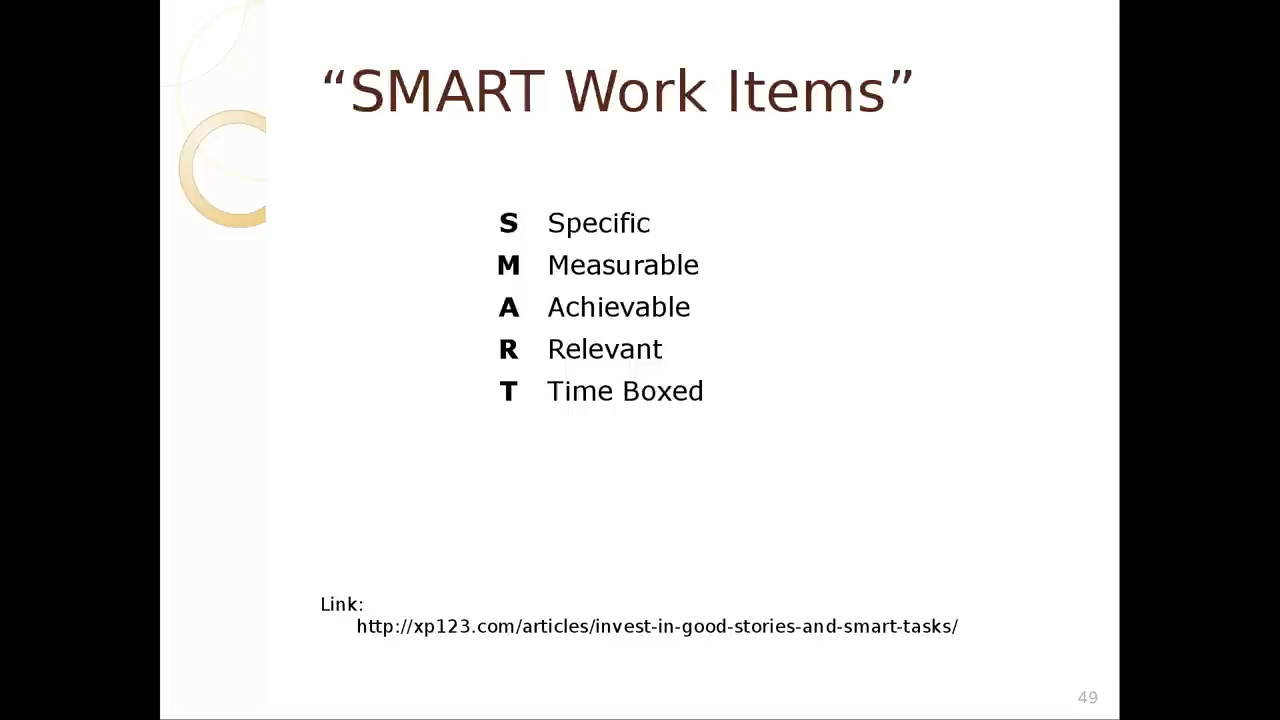 “SMART Work Items”
S Specific
M Measurable
A Achievable
R Relevant
T Time Boxed
Link:
http://xp123.com/articles/invest-in-good-stories-and-smart-tasks/
49